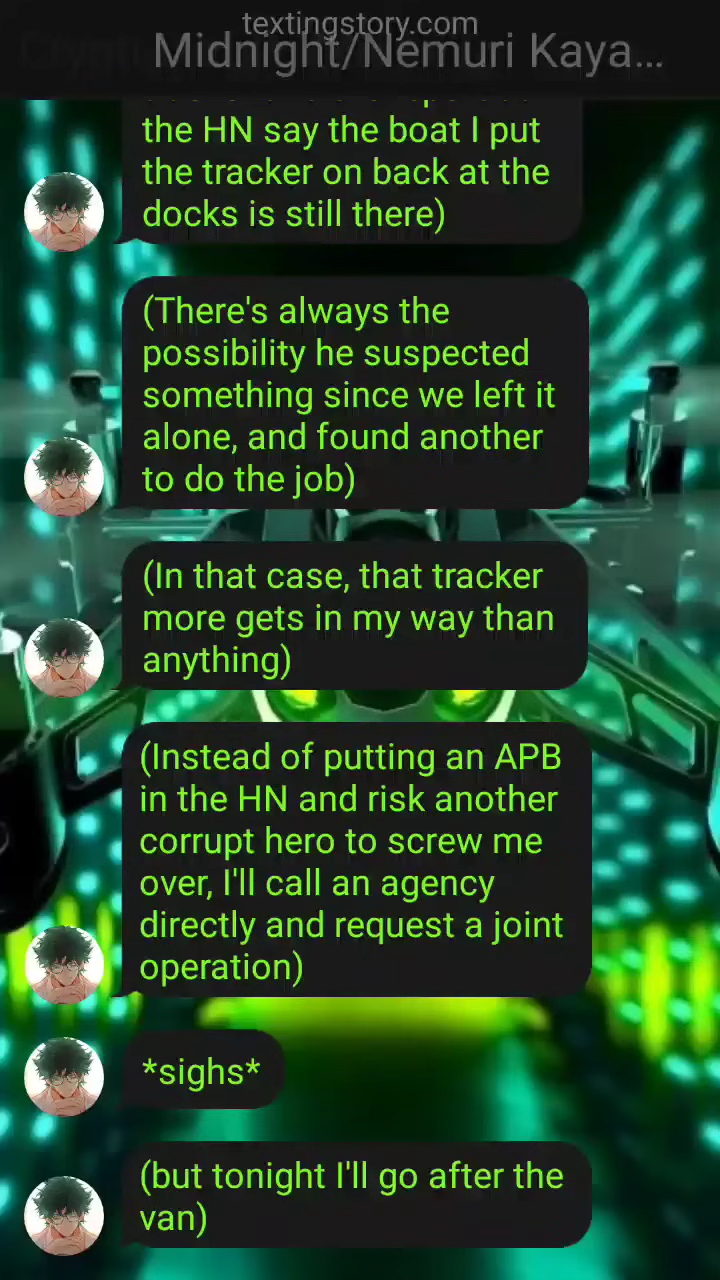 textingstory.com
Midnight/Nemuri Kaya...
the HN say the boat I put
the tracker on back at the
docks is still there)
(There's always the
possibility he suspected
something since we left it
alone, and found another
to do the job)
(In that case, that tracker
more gets in my way than
anything)
(Instead of putting an APB
in the HN and risk another
corrupt hero to screw me
over, I'll call an agency
directly and request a joint
operation)
*sighs*
(but tonight I'll go after the
van)